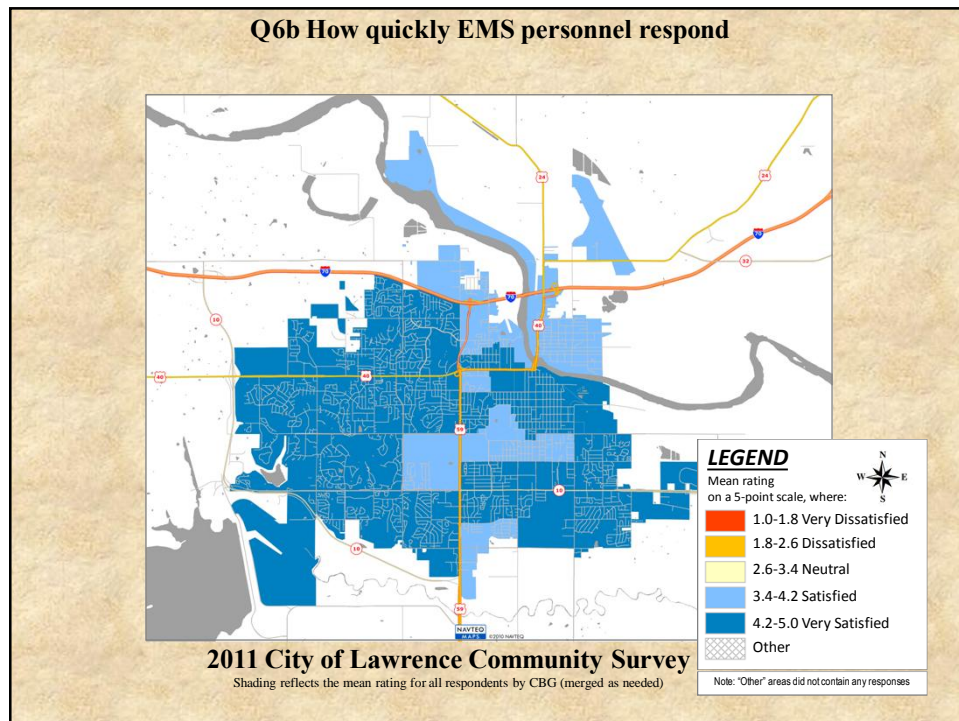 Q6b How quickly EMS personnel respond
24
24
70
32
70
70
10
40
40
40
59
10
10
59
NAVTEQ
MAPS
©2010 NAVTEQ
LEGEND
Mean rating
on a 5-point scale, where:
N
W E
S
1.0-1.8 Very Dissatisfied
1.8-2.6 Dissatisfied
2.6-3.4 Neutral
3.4-4.2 Satisfied
4.2-5.0 Very Satisfied
Other
2011 City of Lawrence Community Survey
Shading reflects the mean rating for all respondents by CBG (merged as needed)
Note: "Other" areas did not contain any responses